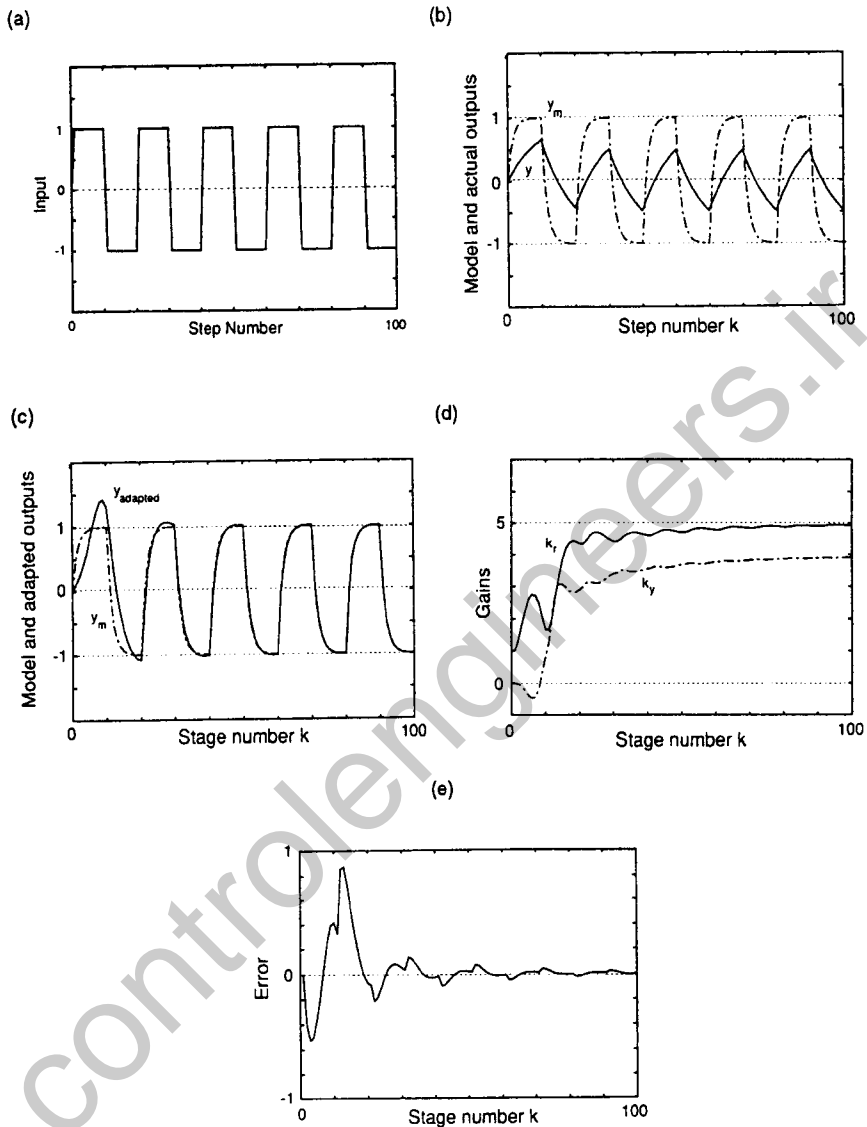 (a)
1
0
-1
Input
0
Step Number
100
(b)
Model and actual outputs
1
0
-1
y_m
y
0
Step number k
100
(c)
Model and adapted outputs
1
0
-1
y_adapted
y_m
0
Stage number k
100
(d)
Gains
5
0
k_r
k_y
0
Stage number k
100
(e)
Error
1
0
-1
0
Stage number k
100
controlengineers.ir